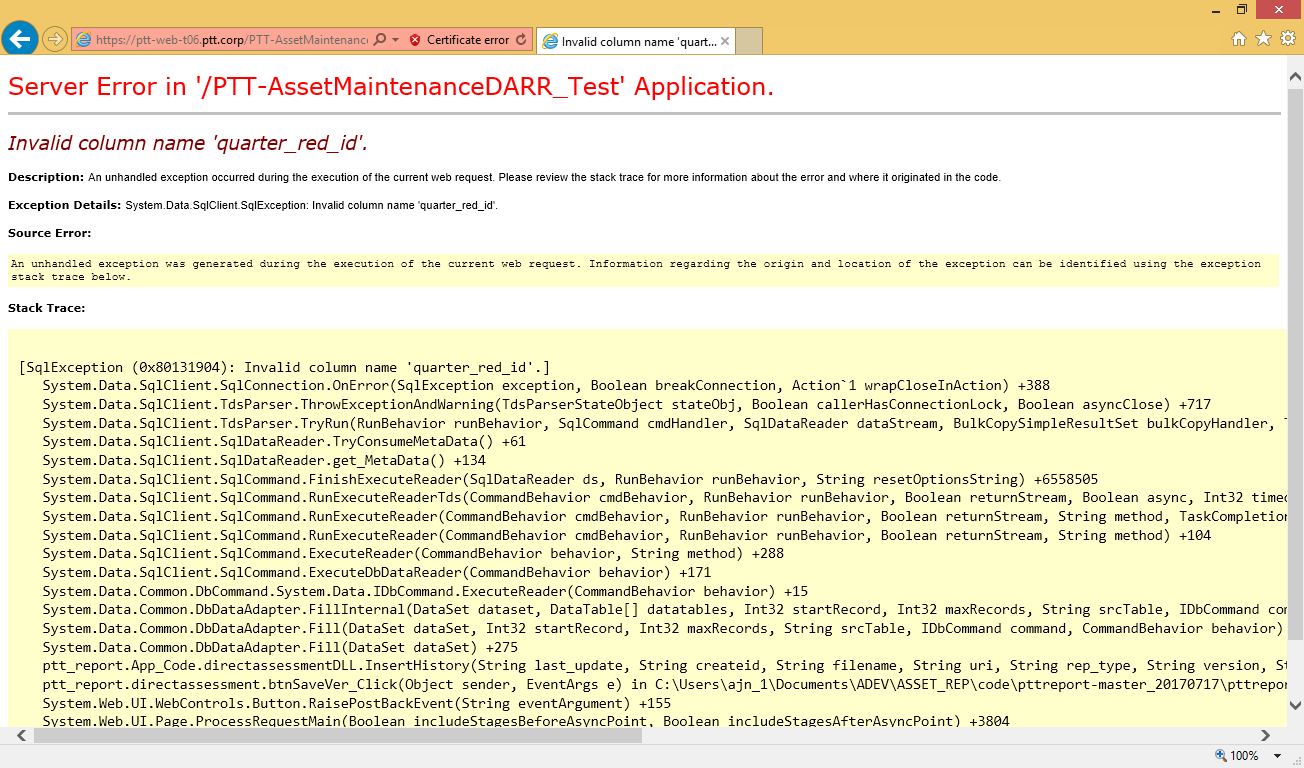 https://ptt-web-t06.ptt.corp/PTT-AssetMaintenanc
Certificate error
Invalid column name 'quart...
Server Error in '/PTT-AssetMaintenanceDARR_Test' Application.
Invalid column name 'quarter_red_id'.
Description: An unhandled exception occurred during the execution of the current web request. Please review the stack trace for more information about the error and where it originated in the code.
Exception Details: System.Data.SqlClient.SqlException: Invalid column name 'quarter_red_id'.
Source Error:
An unhandled exception was generated during the execution of the current web request. Information regarding the origin and location of the exception can be identified using the exception
stack trace below.
Stack Trace:
[SqlException (0x80131904): Invalid column name 'quarter_red_id'.]
System.Data.SqlClient.SqlConnection.OnError(SqlException exception, Boolean breakConnection, Action`1 wrapCloseInAction) +388
System.Data.SqlClient.TdsParser.ThrowExceptionAndWarning(TdsParserStateObject stateObj, Boolean callerHasConnectionLock, Boolean asyncClose) +717
System.Data.SqlClient.TdsParser.TryRun(RunBehavior runBehavior, SqlCommand cmdHandler, SqlDataReader dataStream, BulkCopySimpleResultSet bulkCopyHandler, T
System.Data.SqlClient.SqlDataReader.TryConsumeMetaData() +61
System.Data.SqlClient.SqlDataReader.get_MetaData() +134
System.Data.SqlClient.SqlCommand.FinishExecuteReader(SqlDataReader ds, RunBehavior runBehavior, String resetOptionsString) +6558505
System.Data.SqlClient.SqlCommand.RunExecuteReaderTds(CommandBehavior cmdBehavior, RunBehavior runBehavior, Boolean returnStream, Boolean async, Int32 timeo
System.Data.SqlClient.SqlCommand.RunExecuteReader(CommandBehavior cmdBehavior, RunBehavior runBehavior, Boolean returnStream, String method, TaskCompletion
System.Data.SqlClient.SqlCommand.RunExecuteReader(CommandBehavior cmdBehavior, RunBehavior runBehavior, Boolean returnStream, String method) +104
System.Data.SqlClient.SqlCommand.ExecuteReader(CommandBehavior behavior, String method) +288
System.Data.SqlClient.SqlCommand.ExecuteDbDataReader(CommandBehavior behavior) +171
System.Data.Common.DbCommand.System.Data.IDbCommand.ExecuteReader(CommandBehavior behavior) +15
System.Data.Common.DbDataAdapter.FillInternal(DataSet dataset, DataTable[] datatables, Int32 startRecord, Int32 maxRecords, String srcTable, IDbCommand com
System.Data.Common.DbDataAdapter.Fill(DataSet dataSet, Int32 startRecord, Int32 maxRecords, String srcTable, IDbCommand command, CommandBehavior behavior)
System.Data.Common.DbDataAdapter.Fill(DataSet dataSet) +275
ptt_report.App_Code.directassessmentDLL.InsertHistory(String last_update, String createid, String filename, String uri, String rep_type, String version, St
ptt_report.directassessment.btnSaveVer_Click(Object sender, EventArgs e) in C:\Users\ajn_1\Documents\ADEV\ASSET_REP\code\pttreport-master_20170717\pttrepor
System.Web.UI.WebControls.Button.RaisePostBackEvent(String eventArgument) +155
System.Web.UI.Page.ProcessRequestMain(Boolean includeStagesBeforeAsyncPoint, Boolean includeStagesAfterAsyncPoint) +3804
100%